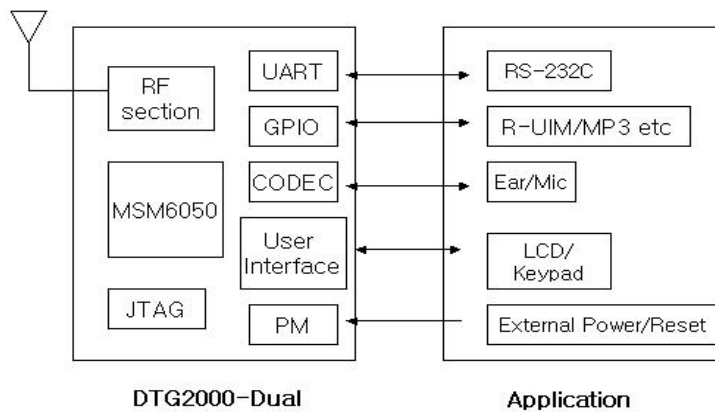 RF
section
MSM6050
JTAG
UART
GPIO
CODEC
User
Interface
PM
DTG2000-Dual
RS-232C
R-UIM/MP3 etc
Ear/Mic
LCD/
Keypad
External Power/Reset
Application